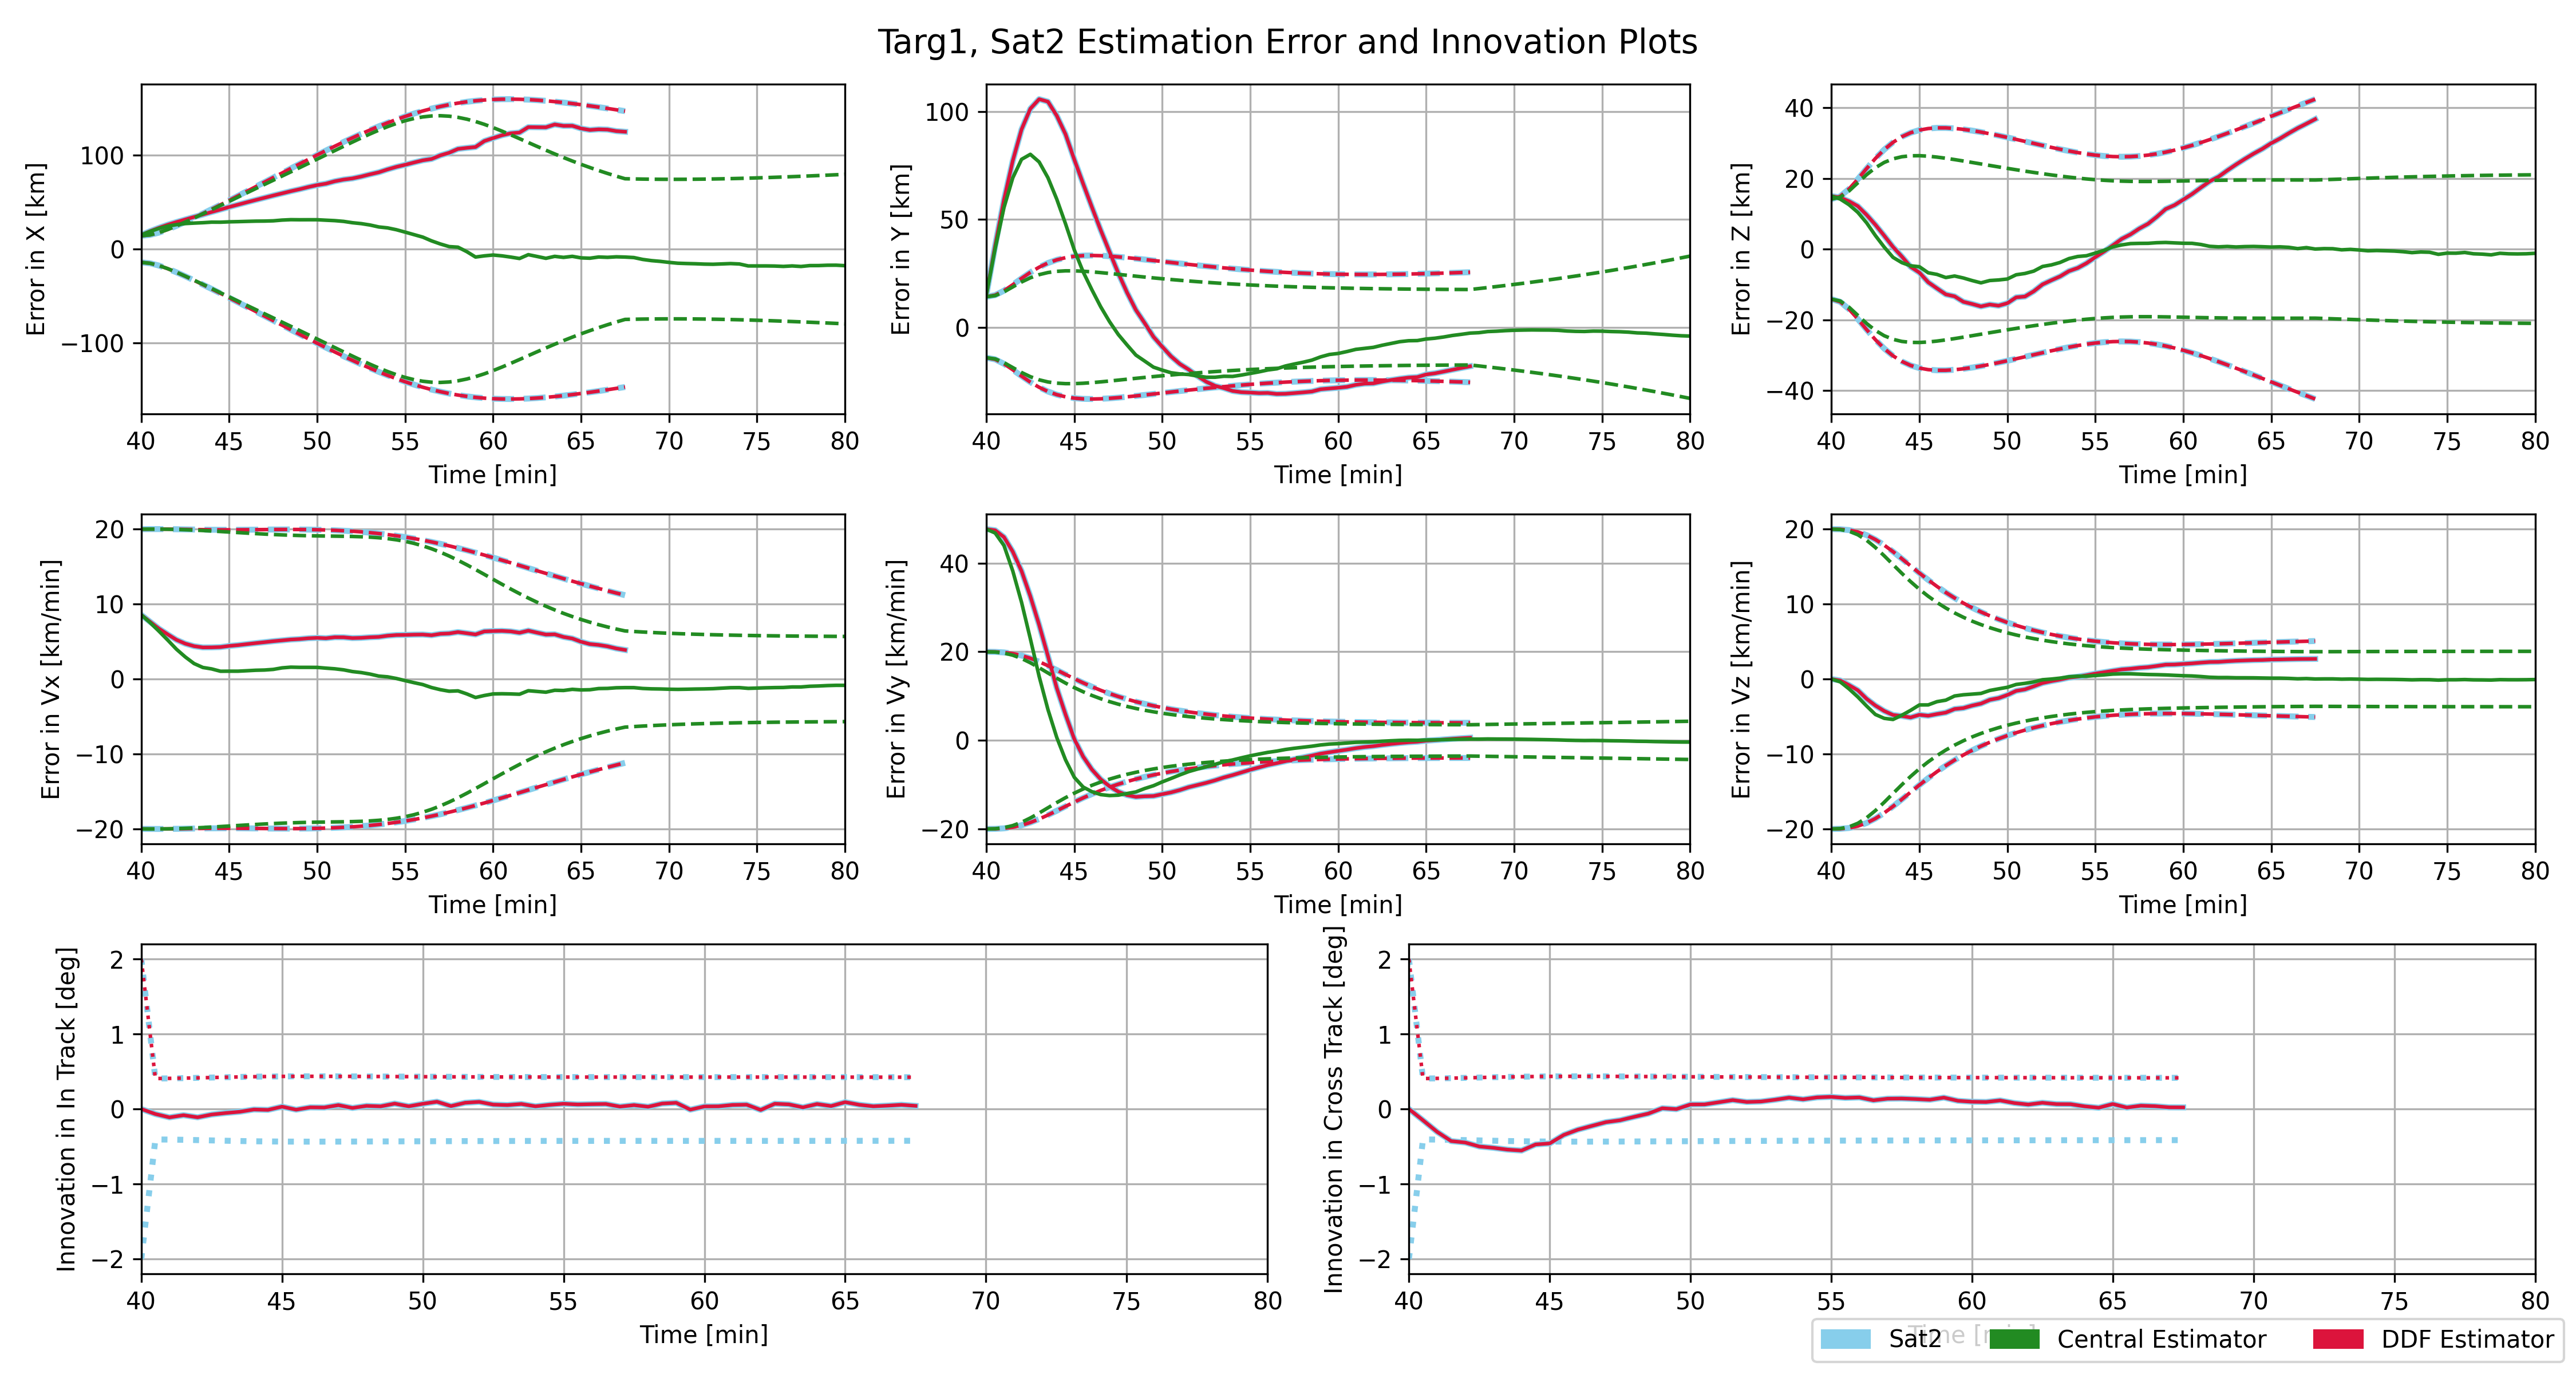 Targ1, Sat2 Estimation Error and Innovation Plots
Error in X [km]
100
0
−100
40 45 50 55 60 65 70 75 80
Time [min]
Error in Y [km]
100
50
0
40 45 50 55 60 65 70 75 80
Time [min]
Error in Z [km]
40
20
0
−20
−40
40 45 50 55 60 65 70 75 80
Time [min]
Error in Vx [km/min]
20
10
0
−10
−20
40 45 50 55 60 65 70 75 80
Time [min]
Error in Vy [km/min]
40
20
0
−20
40 45 50 55 60 65 70 75 80
Time [min]
Error in Vz [km/min]
20
10
0
−10
−20
40 45 50 55 60 65 70 75 80
Time [min]
Innovation in In Track [deg]
2
1
0
−1
−2
40 45 50 55 60 65 70 75 80
Time [min]
Innovation in Cross Track [deg]
2
1
0
−1
−2
40 45 50 55 60 65 70 75 80
Time [min]
Sat2 Central Estimator DDF Estimator